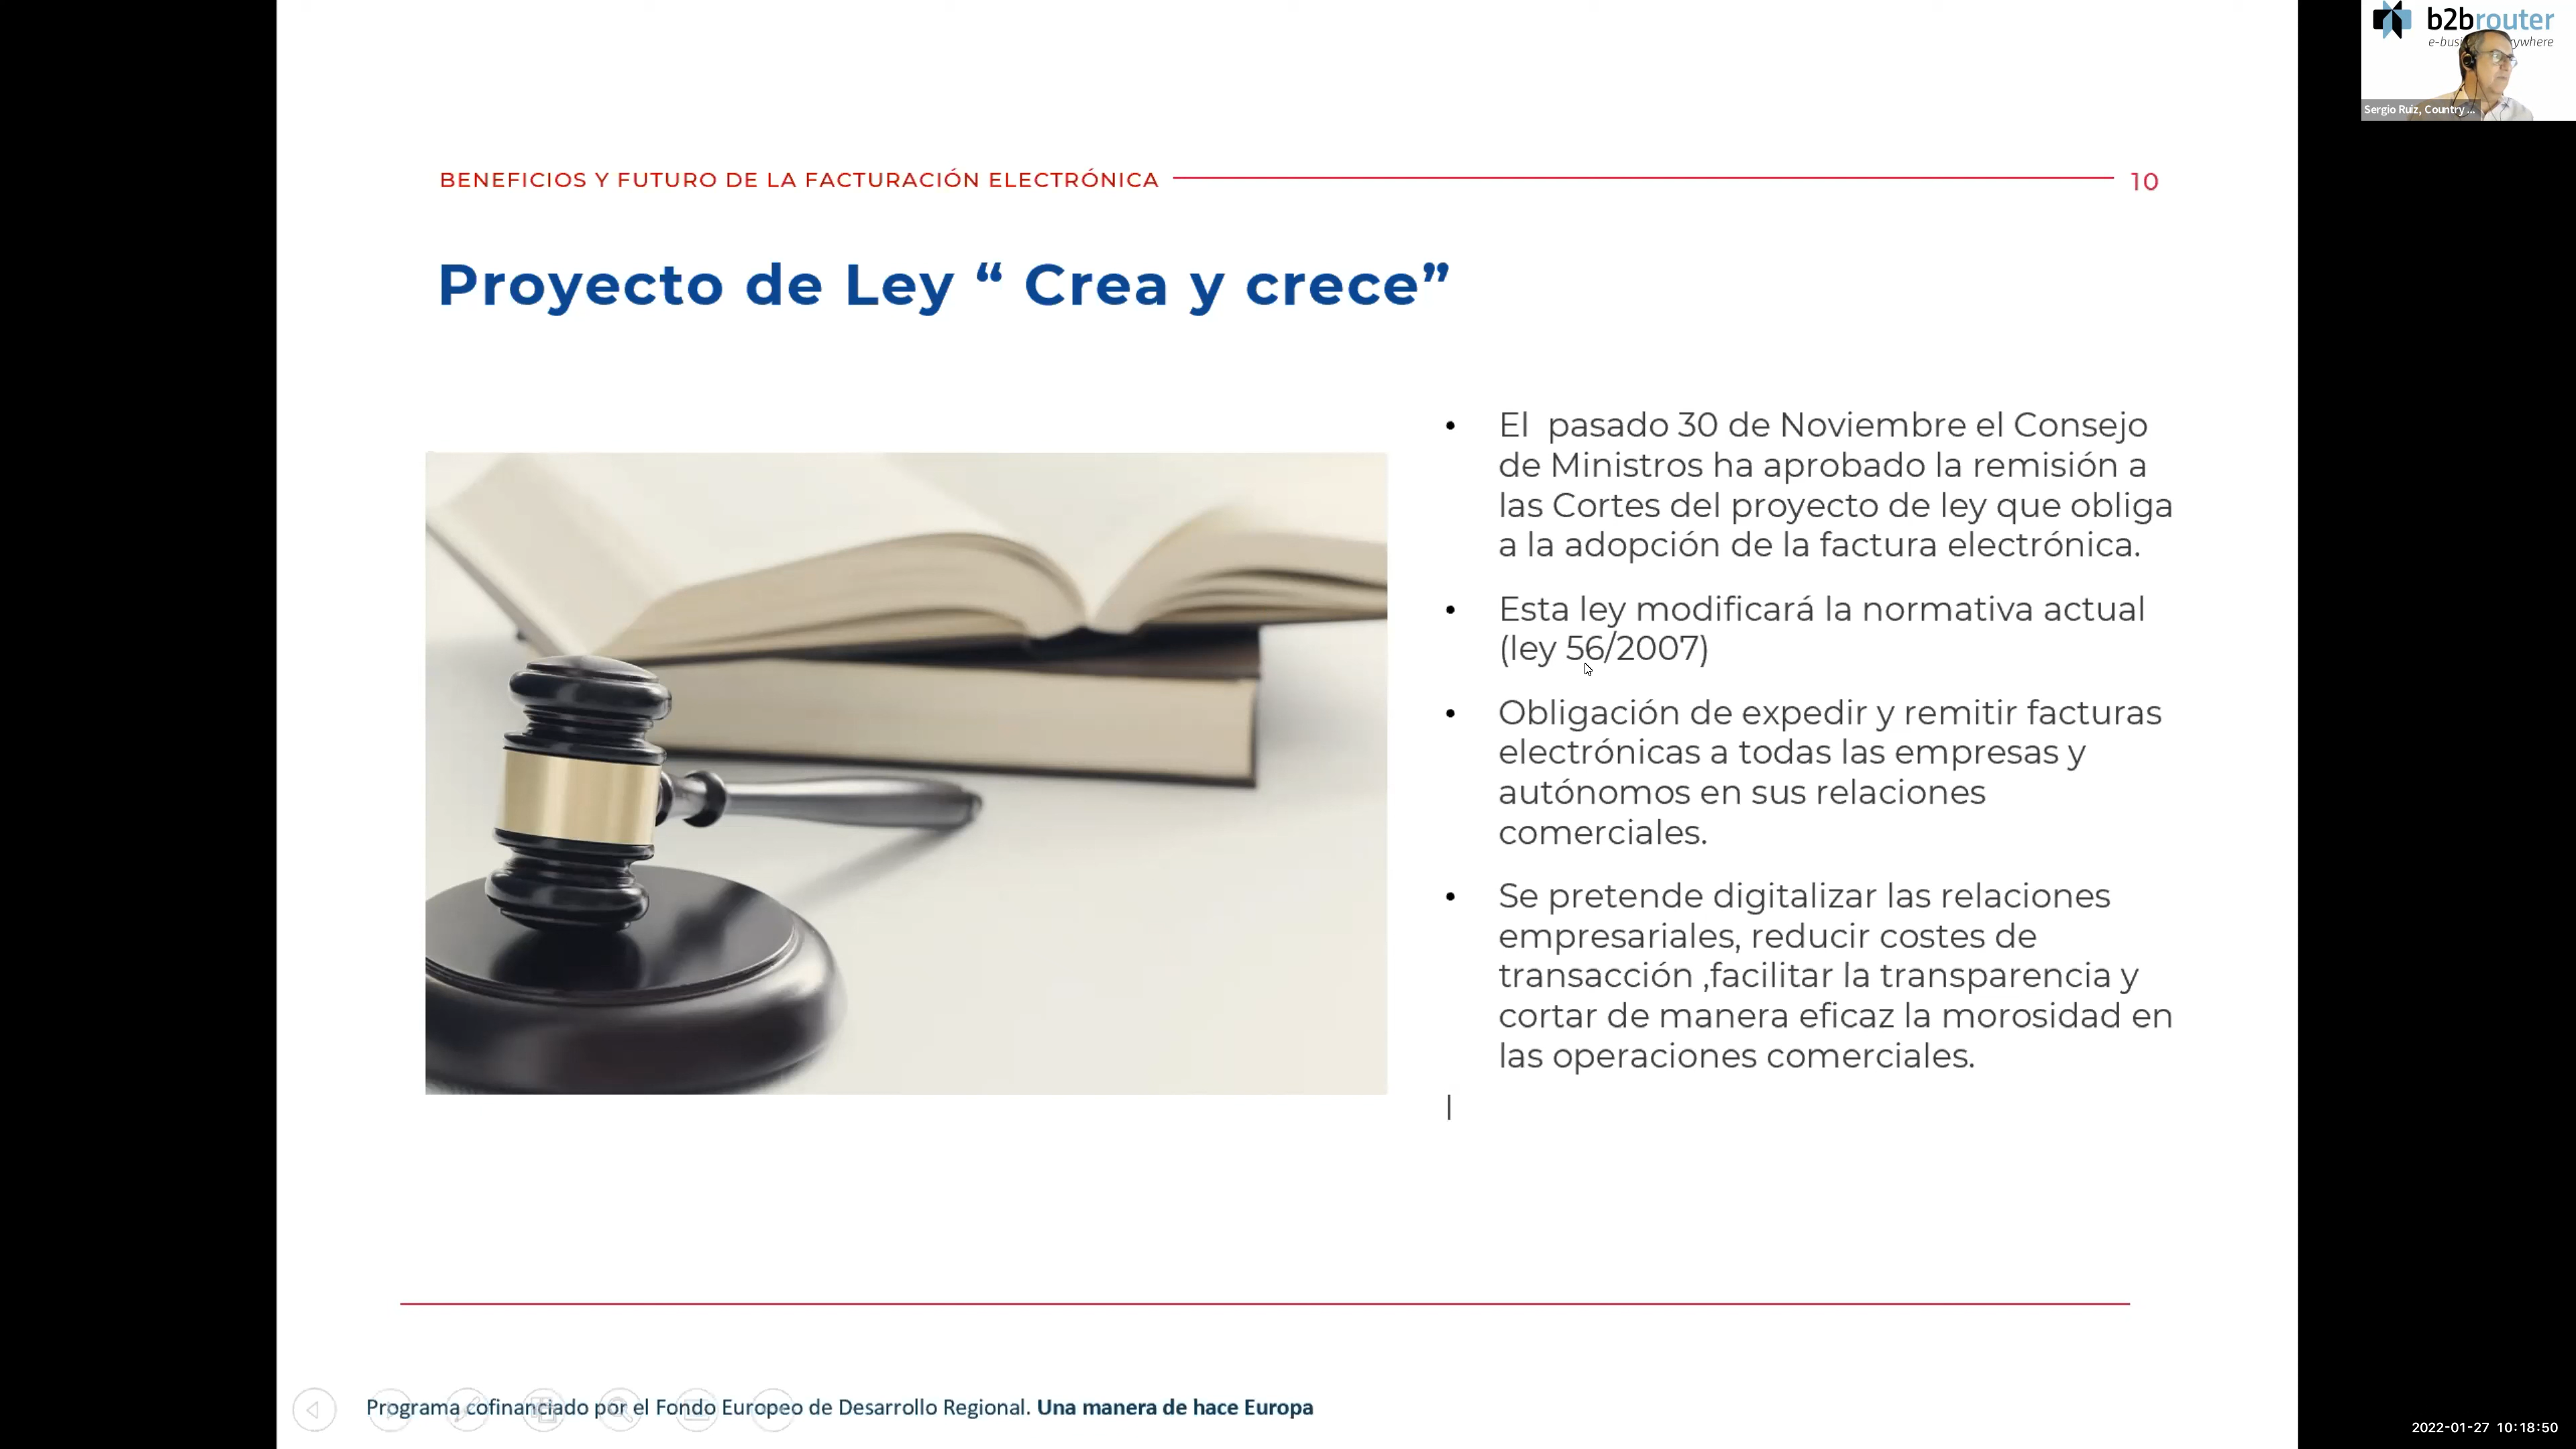 b2brouter
Sergio Ruiz, Country ...
BENEFICIOS Y FUTURO DE LA FACTURACIÓN ELECTRÓNICA
10
Proyecto de Ley “ Crea y crece”
• El  pasado 30 de Noviembre el Consejo
de Ministros ha aprobado la remisión a
las Cortes del proyecto de ley que obliga
a la adopción de la factura electrónica.
• Esta ley modificará la normativa actual
(ley 56/2007)
• Obligación de expedir y remitir facturas
electrónicas a todas las empresas y
autónomos en sus relaciones
comerciales.
• Se pretende digitalizar las relaciones
empresariales, reducir costes de
transacción ,facilitar la transparencia y
cortar de manera eficaz la morosidad en
las operaciones comerciales.
Programa cofinanciado por el Fondo Europeo de Desarrollo Regional. Una manera de hace Europa
2022-01-27 10:18:50